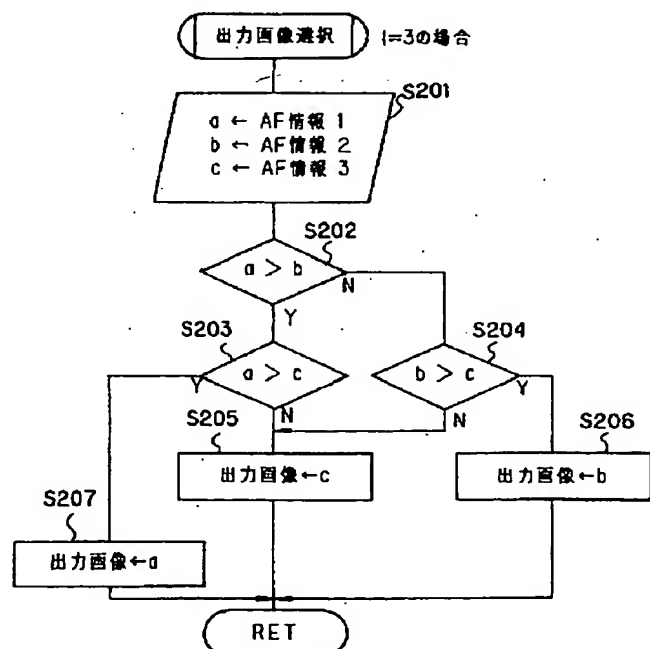 出力画像選択
i=3の場合
S201
a ← AF情報 1
b ← AF情報 2
c ← AF情報 3
S202
a > b
N
Y
S203
a > c
Y
N
S204
b > c
Y
N
S205
出力画像←c
S206
出力画像←b
S207
出力画像←a
RET